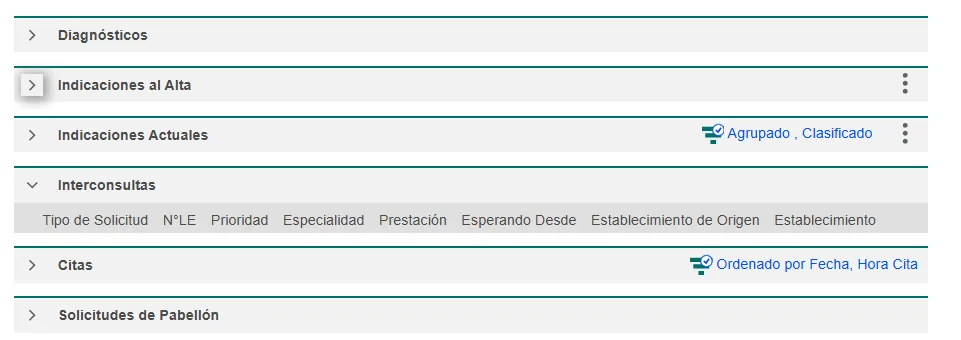 Diagnósticos
Indicaciones al Alta
Indicaciones Actuales Agrupado , Clasificado
Interconsultas
Tipo de Solicitud N°LE Prioridad Especialidad Prestación Esperando Desde Establecimiento de Origen Establecimiento
Citas Ordenado por Fecha, Hora Cita
Solicitudes de Pabellón